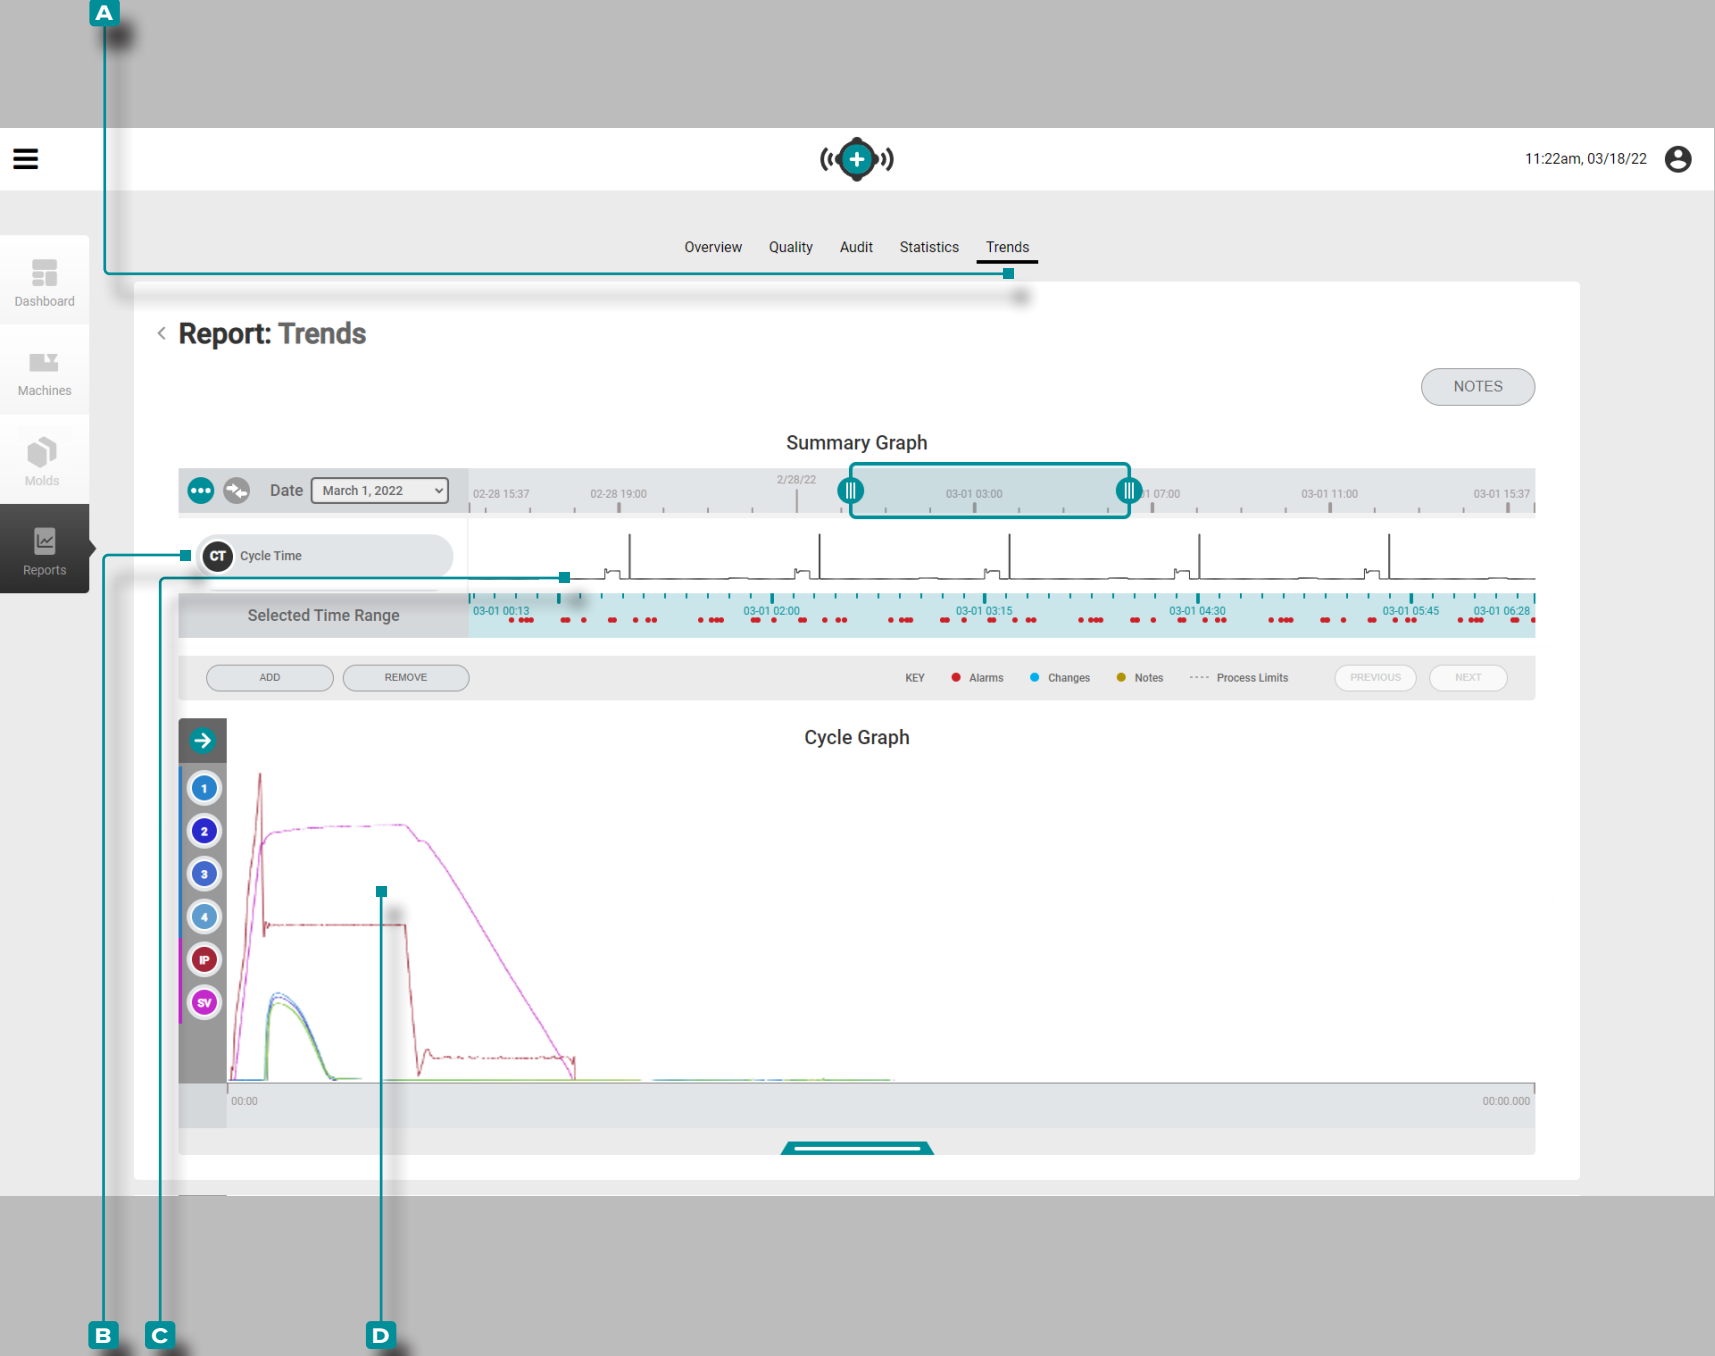 A
11:22am, 03/18/22
Overview Quality Audit Statistics Trends
Dashboard
Machines
Molds
Reports
Report: Trends
NOTES
Summary Graph
Date March 1, 2022
2/28/22
02-28 15:37 02-28 19:00 03-01 03:00 1 07:00 03-01 11:00 03-01 15:37
CT Cycle Time
Selected Time Range
03-01 00:13 03-01 02:00 03-01 03:15 03-01 04:30 03-01 05:45 03-01 06:28
ADD REMOVE KEY Alarms Changes Notes Process Limits PREVIOUS NEXT
Cycle Graph
1
2
3
4
IP
SV
00:00 00:00.000
B C D